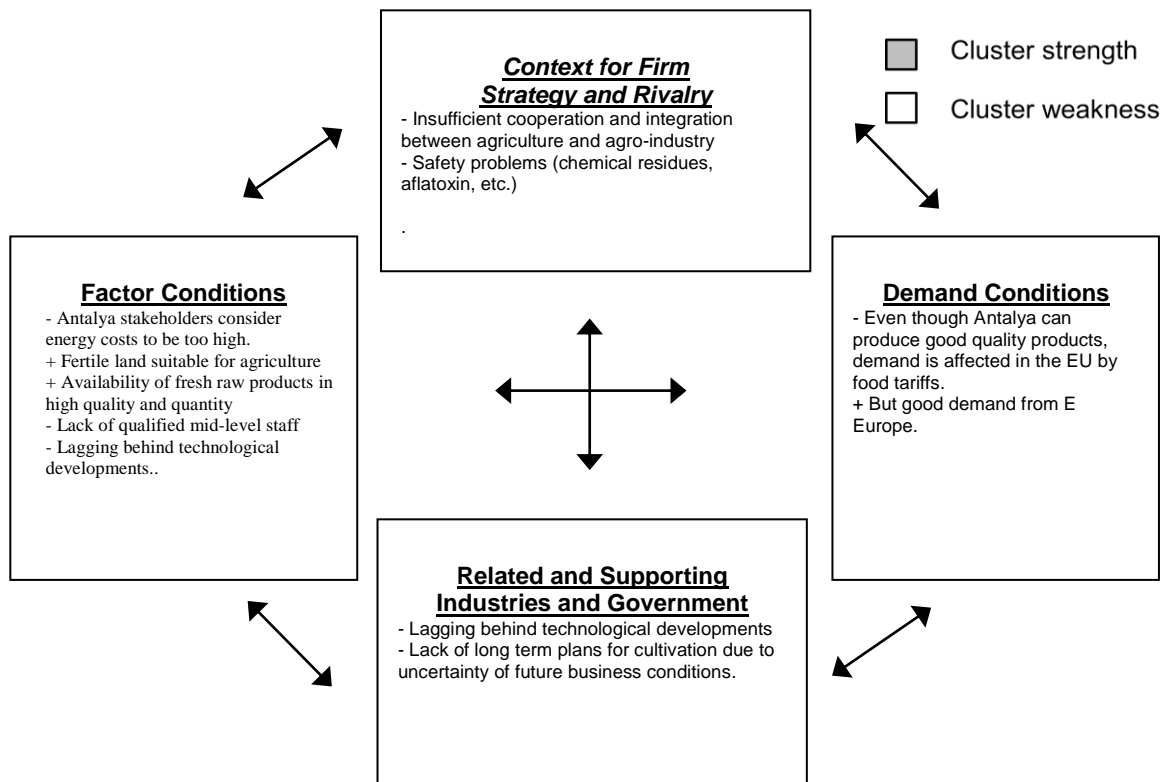 Context for Firm
Strategy and Rivalry
- Insufficient cooperation and integration
between agriculture and agro-industry
- Safety problems (chemical residues,
aflatoxin, etc.)
.
Cluster strength
Cluster weakness
Factor Conditions
- Antalya stakeholders consider
energy costs to be too high.
+ Fertile land suitable for agriculture
+ Availability of fresh raw products in
high quality and quantity
- Lack of qualified mid-level staff
- Lagging behind technological
developments..
Demand Conditions
- Even though Antalya can
produce good quality products,
demand is affected in the EU by
food tariffs.
+ But good demand from E
Europe.
Related and Supporting
Industries and Government
- Lagging behind technological developments
- Lack of long term plans for cultivation due to
uncertainty of future business conditions.